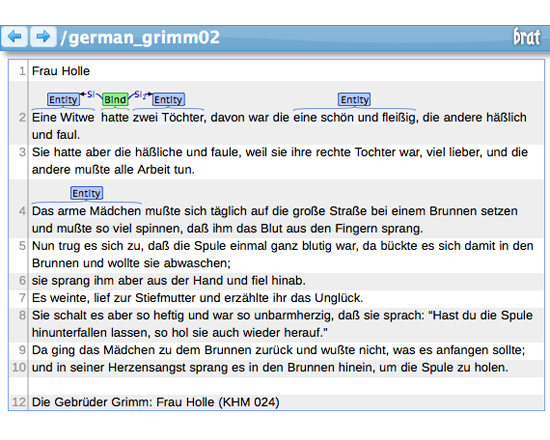 /german_grimm02
brat
1 Frau Holle
Entity Si Bind Si2 Entity Entity
2 Eine Witwe hatte zwei Töchter, davon war die eine schön und fleißig, die andere häßlich
und faul.
3 Sie hatte aber die häßliche und faule, weil sie ihre rechte Tochter war, viel lieber, und die
andere mußte alle Arbeit tun.
Entity
4 Das arme Mädchen mußte sich täglich auf die große Straße bei einem Brunnen setzen
und mußte so viel spinnen, daß ihm das Blut aus den Fingern sprang.
5 Nun trug es sich zu, daß die Spule einmal ganz blutig war, da bückte es sich damit in den
Brunnen und wollte sie abwaschen;
6 sie sprang ihm aber aus der Hand und fiel hinab.
7 Es weinte, lief zur Stiefmutter und erzählte ihr das Unglück.
8 Sie schalt es aber so heftig und war so unbarmherzig, daß sie sprach: "Hast du die Spule
hinunterfallen lassen, so hol sie auch wieder herauf."
9 Da ging das Mädchen zu dem Brunnen zurück und wußte nicht, was es anfangen sollte;
10 und in seiner Herzensangst sprang es in den Brunnen hinein, um die Spule zu holen.
12 Die Gebrüder Grimm: Frau Holle (KHM 024)